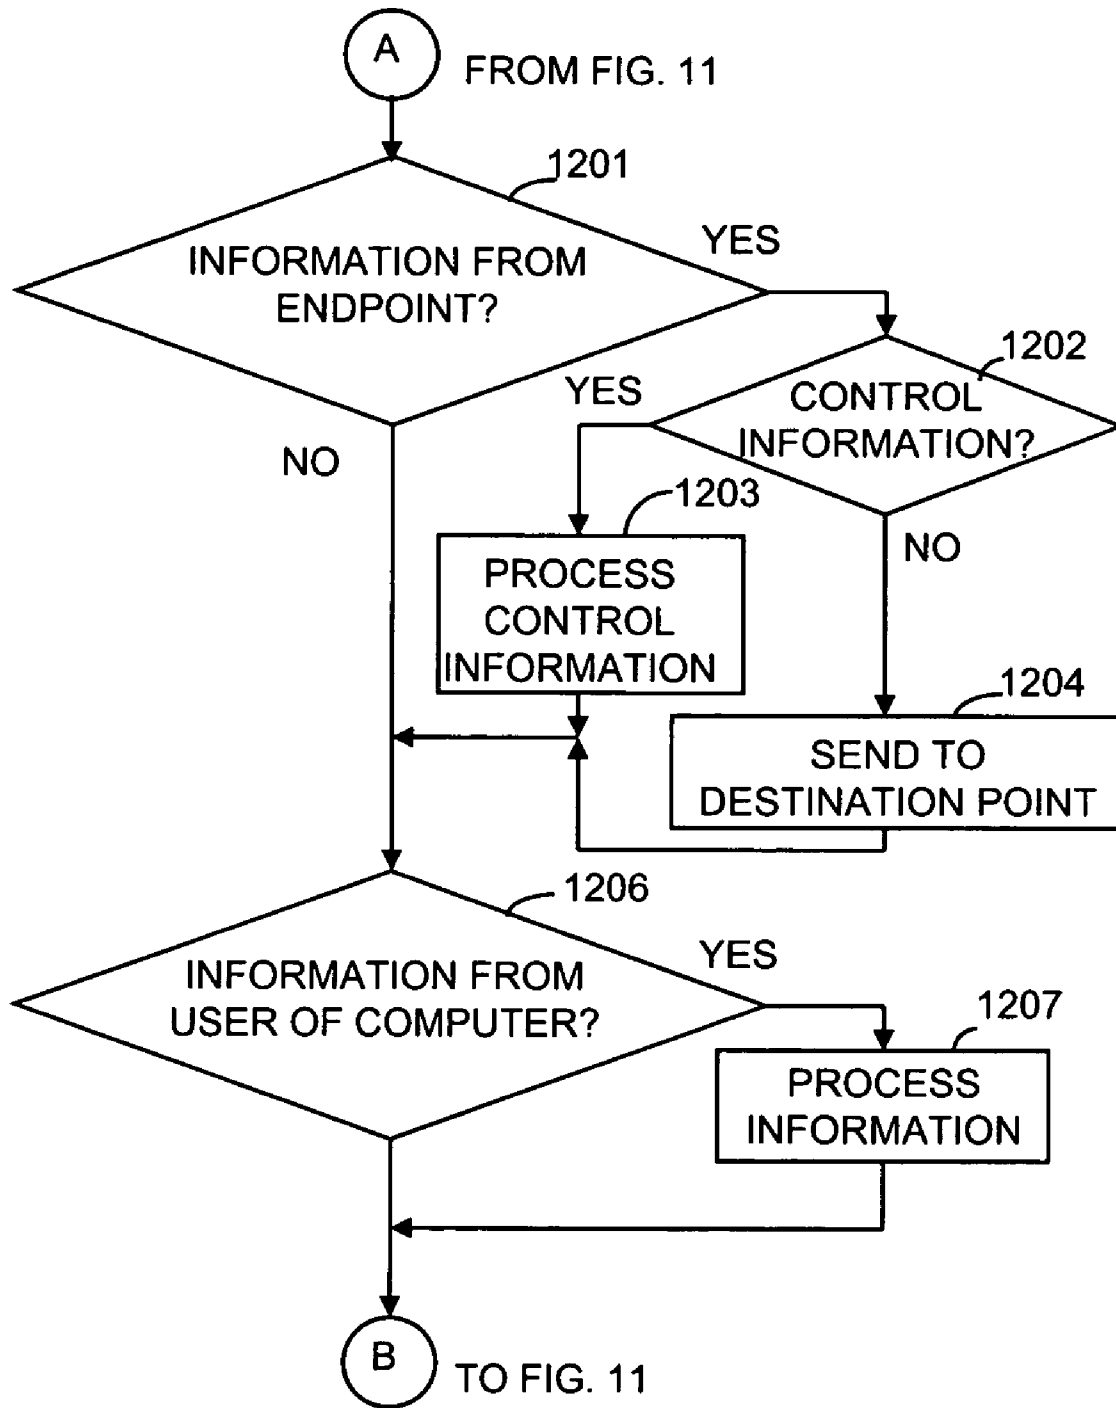 A
FROM FIG. 11
1201
INFORMATION FROM
ENDPOINT?
YES
1202
CONTROL
INFORMATION?
YES
NO
1203
PROCESS
CONTROL
INFORMATION
NO
1204
SEND TO
DESTINATION POINT
1206
INFORMATION FROM
USER OF COMPUTER?
YES
1207
PROCESS
INFORMATION
B
TO FIG. 11